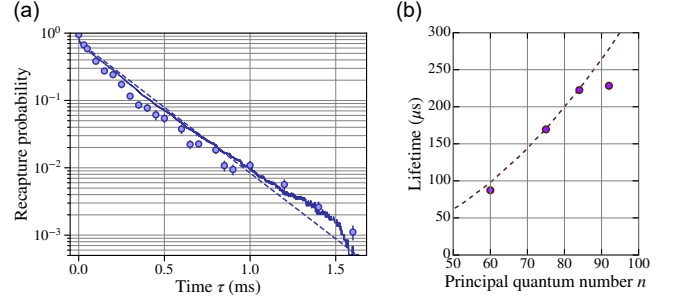 (a)
10⁰
10⁻¹
10⁻²
10⁻³
Recapture probability
0.0 0.5 1.0 1.5
Time τ (ms)
(b)
300
250
200
150
100
50
0
Lifetime (μs)
50 60 70 80 90 100
Principal quantum number n